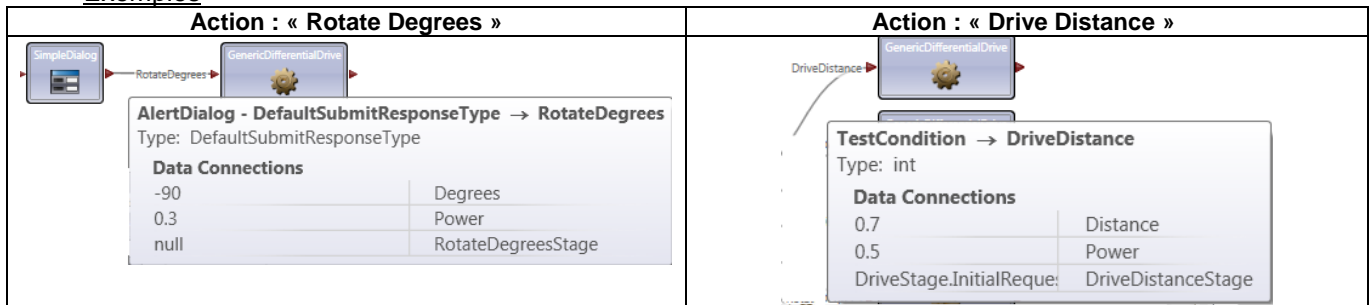 Examples
Action : « Rotate Degrees »
SimpleDialog
RotateDegrees
GenericDifferentialDrive
AlertDialog - DefaultSubmitResponseType → RotateDegrees
Type: DefaultSubmitResponseType
Data Connections
-90 Degrees
0.3 Power
null RotateDegreesStage
Action : « Drive Distance »
GenericDifferentialDrive
DriveDistance
TestCondition → DriveDistance
Type: int
Data Connections
0.7 Distance
0.5 Power
DriveStage.InitialReque: DriveDistanceStage